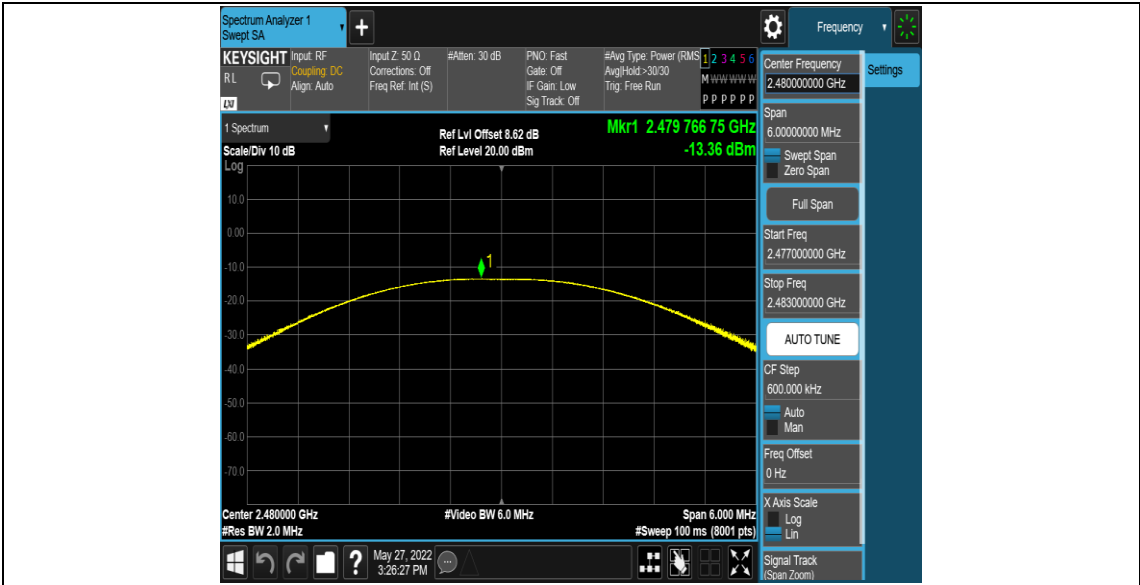 Spectrum Analyzer 1
Swept SA
+
Frequency
KEYSIGHT
RL
LXI
Input: RF
Coupling: DC
Align: Auto
Input Z: 50 Ω
Corrections: Off
Freq Ref: Int (S)
#Atten: 30 dB
PNO: Fast
Gate: Off
IF Gain: Low
Sig Track: Off
#Avg Type: Power (RMS
Avg|Hold:>30/30
Trig: Free Run
1 2 3 4 5 6
M W W W W W
P P P P P P
1 Spectrum
Scale/Div 10 dB
Log
Ref Lvl Offset 8.62 dB
Ref Level 20.00 dBm
Mkr1 2.479 766 75 GHz
-13.36 dBm
1
10.0
0.00
-10.0
-20.0
-30.0
-40.0
-50.0
-60.0
-70.0
Center 2.480000 GHz
#Res BW 2.0 MHz
#Video BW 6.0 MHz
Span 6.000 MHz
#Sweep 100 ms (8001 pts)
Center Frequency
2.480000000 GHz
Settings
Span
6.00000000 MHz
Swept Span
Zero Span
Full Span
Start Freq
2.477000000 GHz
Stop Freq
2.483000000 GHz
AUTO TUNE
CF Step
600.000 kHz
Auto
Man
Freq Offset
0 Hz
X Axis Scale
Log
Lin
Signal Track
(Span Zoom)
?
May 27, 2022
3:26:27 PM